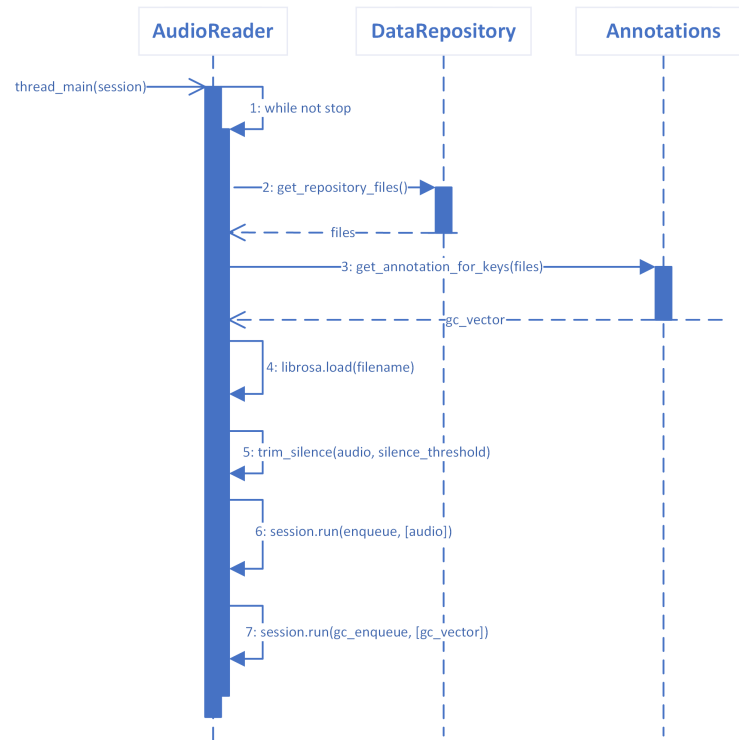 AudioReader
DataRepository
Annotations
thread_main(session)
1: while not stop
2: get_repository_files()
files
3: get_annotation_for_keys(files)
gc_vector
4: librosa.load(filename)
5: trim_silence(audio, silence_threshold)
6: session.run(enqueue, [audio])
7: session.run(gc_enqueue, [gc_vector])